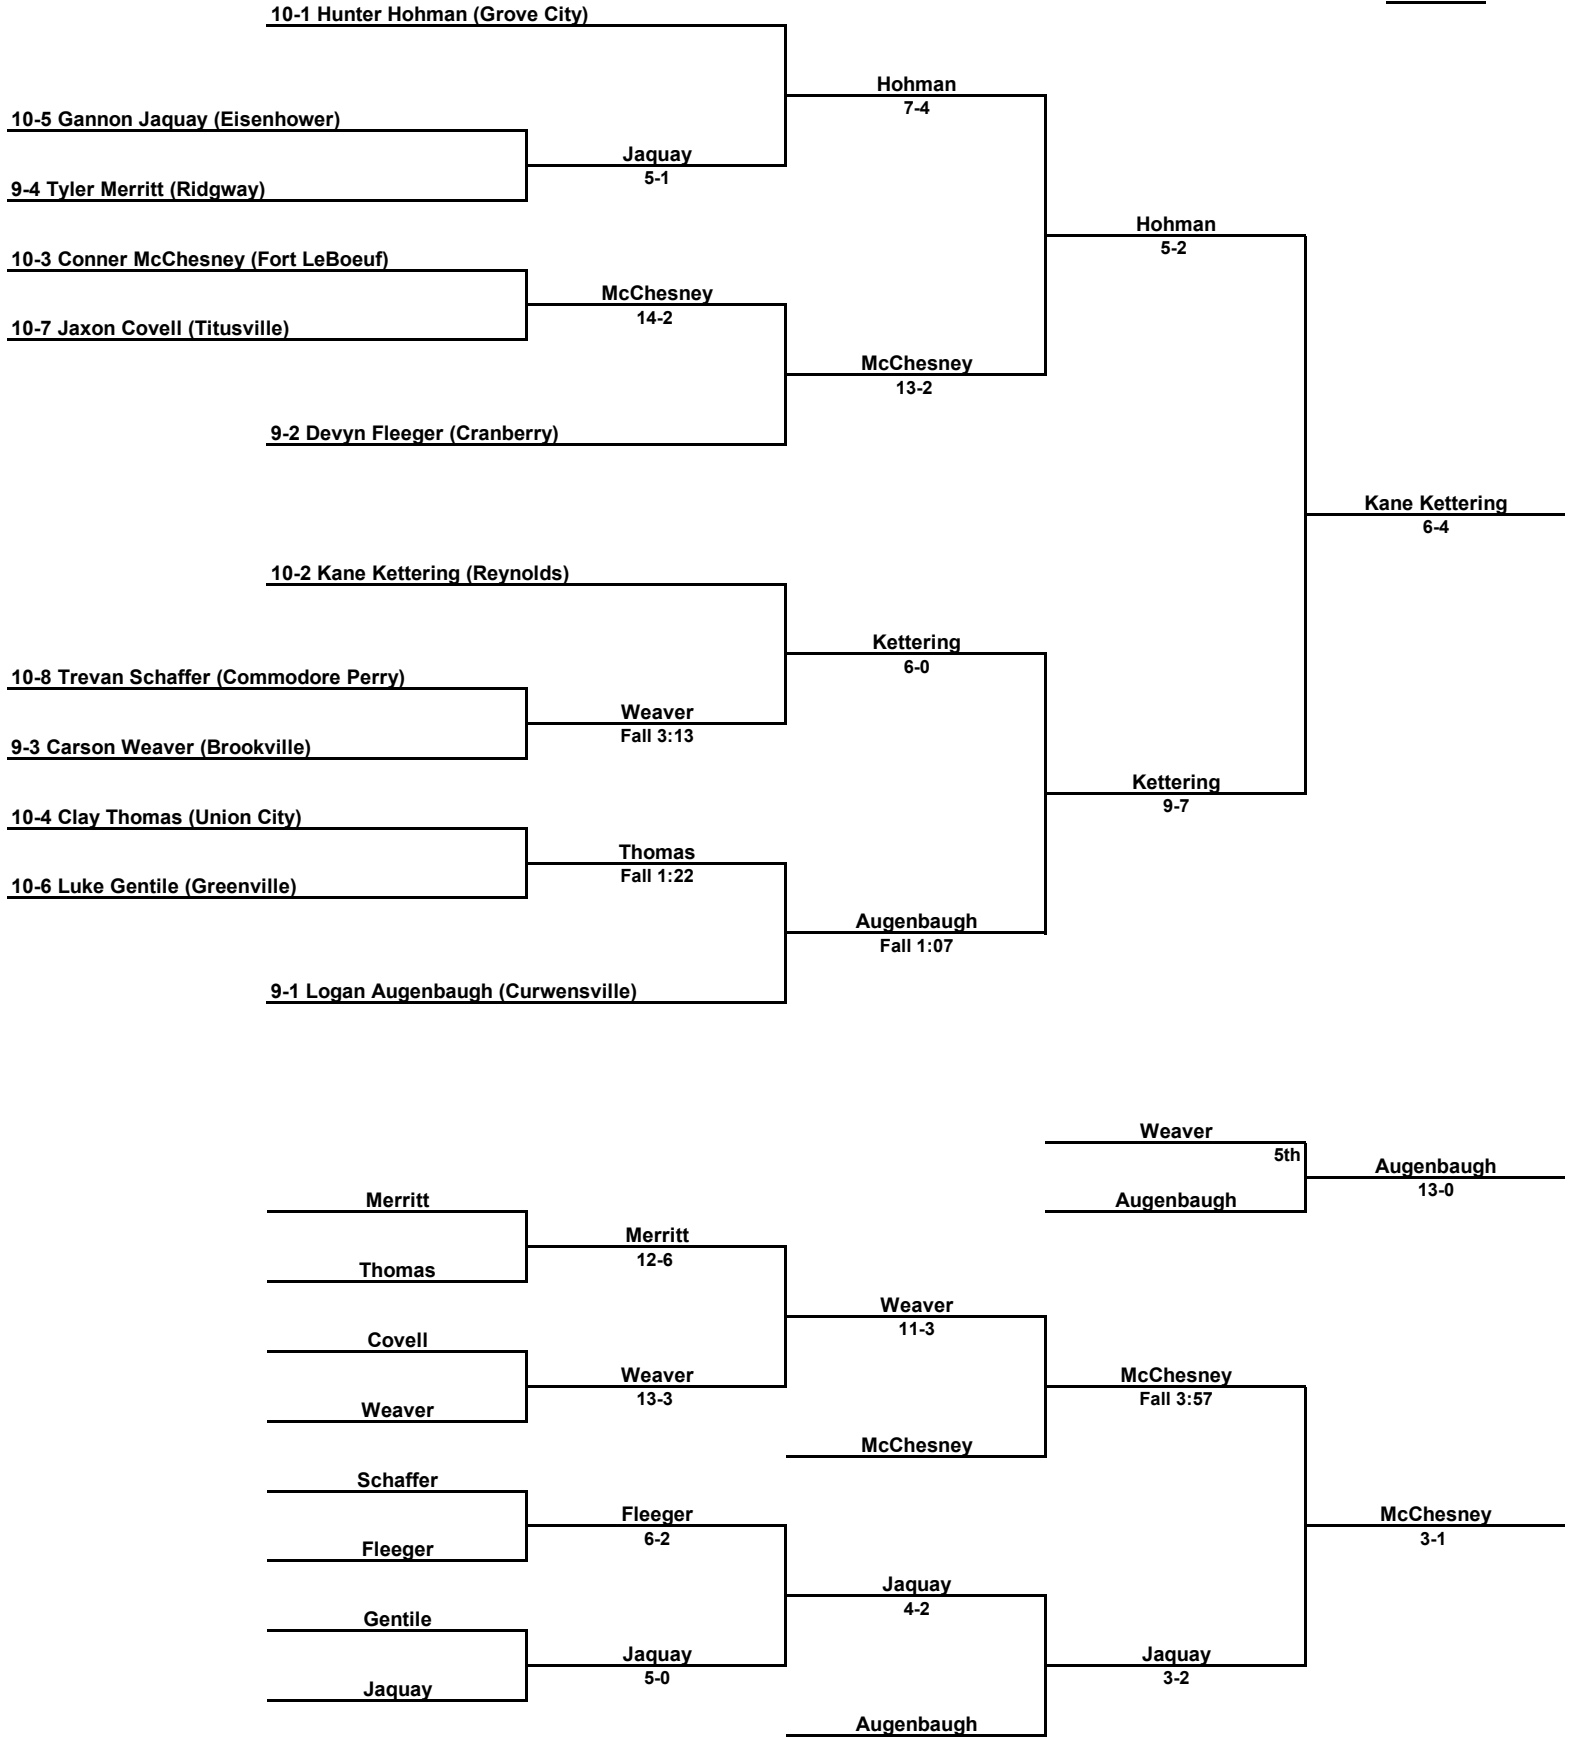 10-1 Hunter Hohman (Grove City)
Hohman
7-4
10-5 Gannon Jaquay (Eisenhower)
Jaquay
5-1
9-4 Tyler Merritt (Ridgway)
Hohman
5-2
10-3 Conner McChesney (Fort LeBoeuf)
McChesney
14-2
10-7 Jaxon Covell (Titusville)
McChesney
13-2
9-2 Devyn Fleeger (Cranberry)
Kane Kettering
6-4
10-2 Kane Kettering (Reynolds)
Kettering
6-0
10-8 Trevan Schaffer (Commodore Perry)
Weaver
Fall 3:13
9-3 Carson Weaver (Brookville)
Kettering
9-7
10-4 Clay Thomas (Union City)
Thomas
Fall 1:22
10-6 Luke Gentile (Greenville)
Augenbaugh
Fall 1:07
9-1 Logan Augenbaugh (Curwensville)
Weaver
5th
Augenbaugh
13-0
Augenbaugh
Merritt
Merritt
12-6
Thomas
Weaver
11-3
Covell
Weaver
13-3
Weaver
McChesney
Fall 3:57
McChesney
Schaffer
Fleeger
6-2
Fleeger
McChesney
3-1
Jaquay
4-2
Gentile
Jaquay
5-0
Jaquay
Jaquay
3-2
Augenbaugh